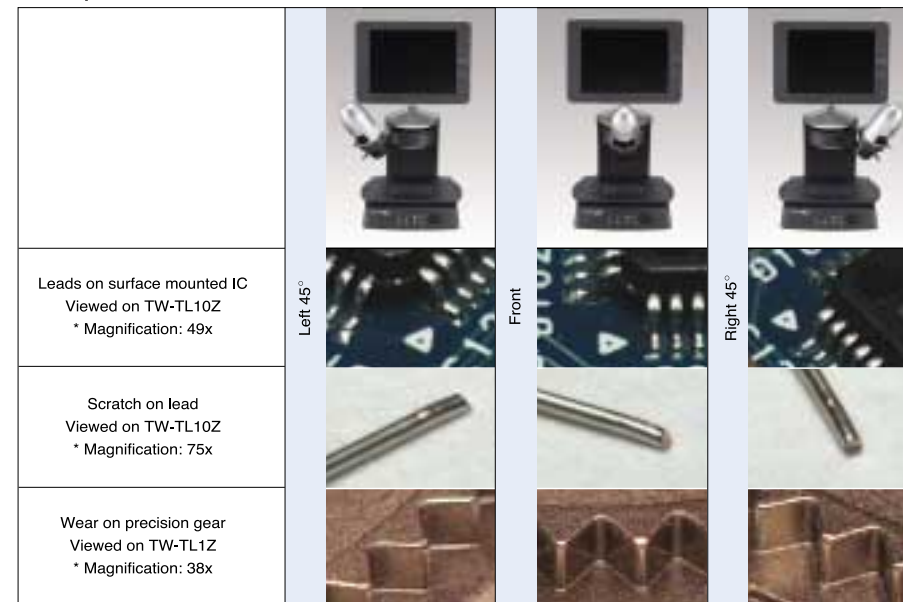 Leads on surface mounted IC
Viewed on TW-TL10Z
* Magnification: 49x
Scratch on lead
Viewed on TW-TL10Z
* Magnification: 75x
Wear on precision gear
Viewed on TW-TL1Z
* Magnification: 38x
Left 45°
Front
Right 45°